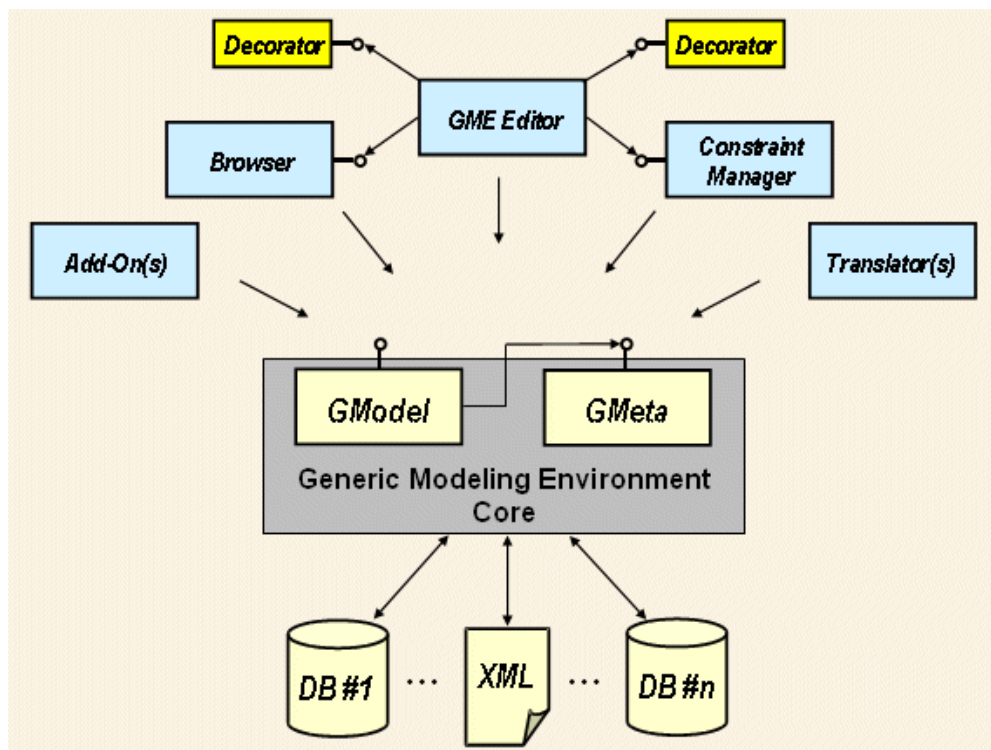 Decorator
Decorator
GME Editor
Browser
Constraint
Manager
Add-On(s)
Translator(s)
GModel
GMeta
Generic Modeling Environment
Core
DB #1
...
XML
...
DB #n